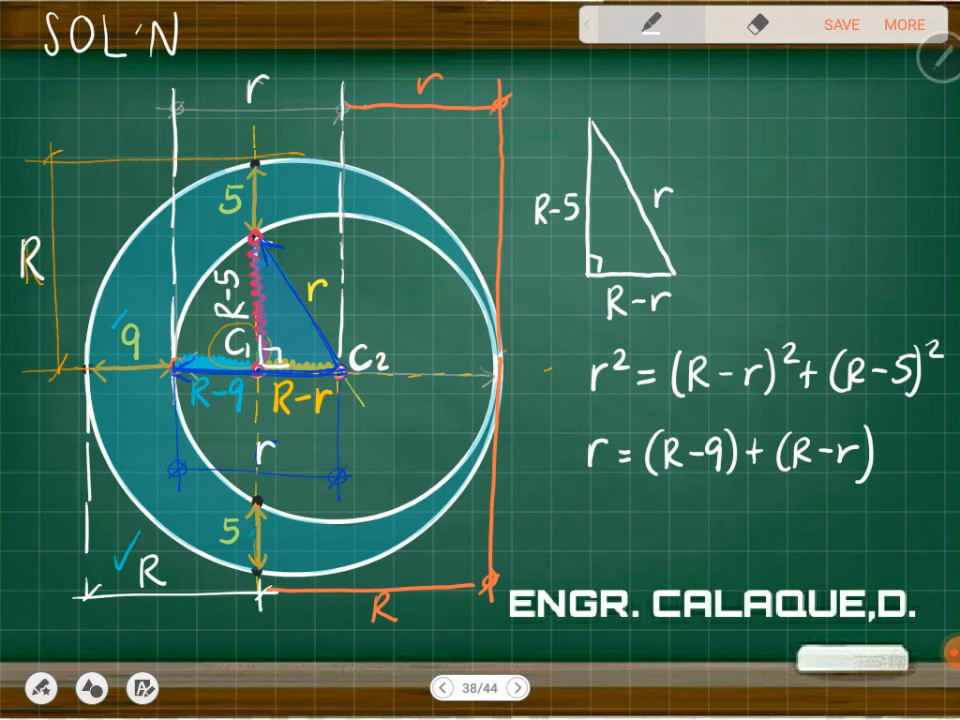 SOL'N
SAVE MORE
r
r
5
R
R-5
r
R-5
r
R-r
9
C1
C2
R-9
R-r
r² = (R-r)² + (R-5)²
r = (R-9) + (R-r)
r
5
R
R
ENGR. CALAQUE,D.
A
38/44